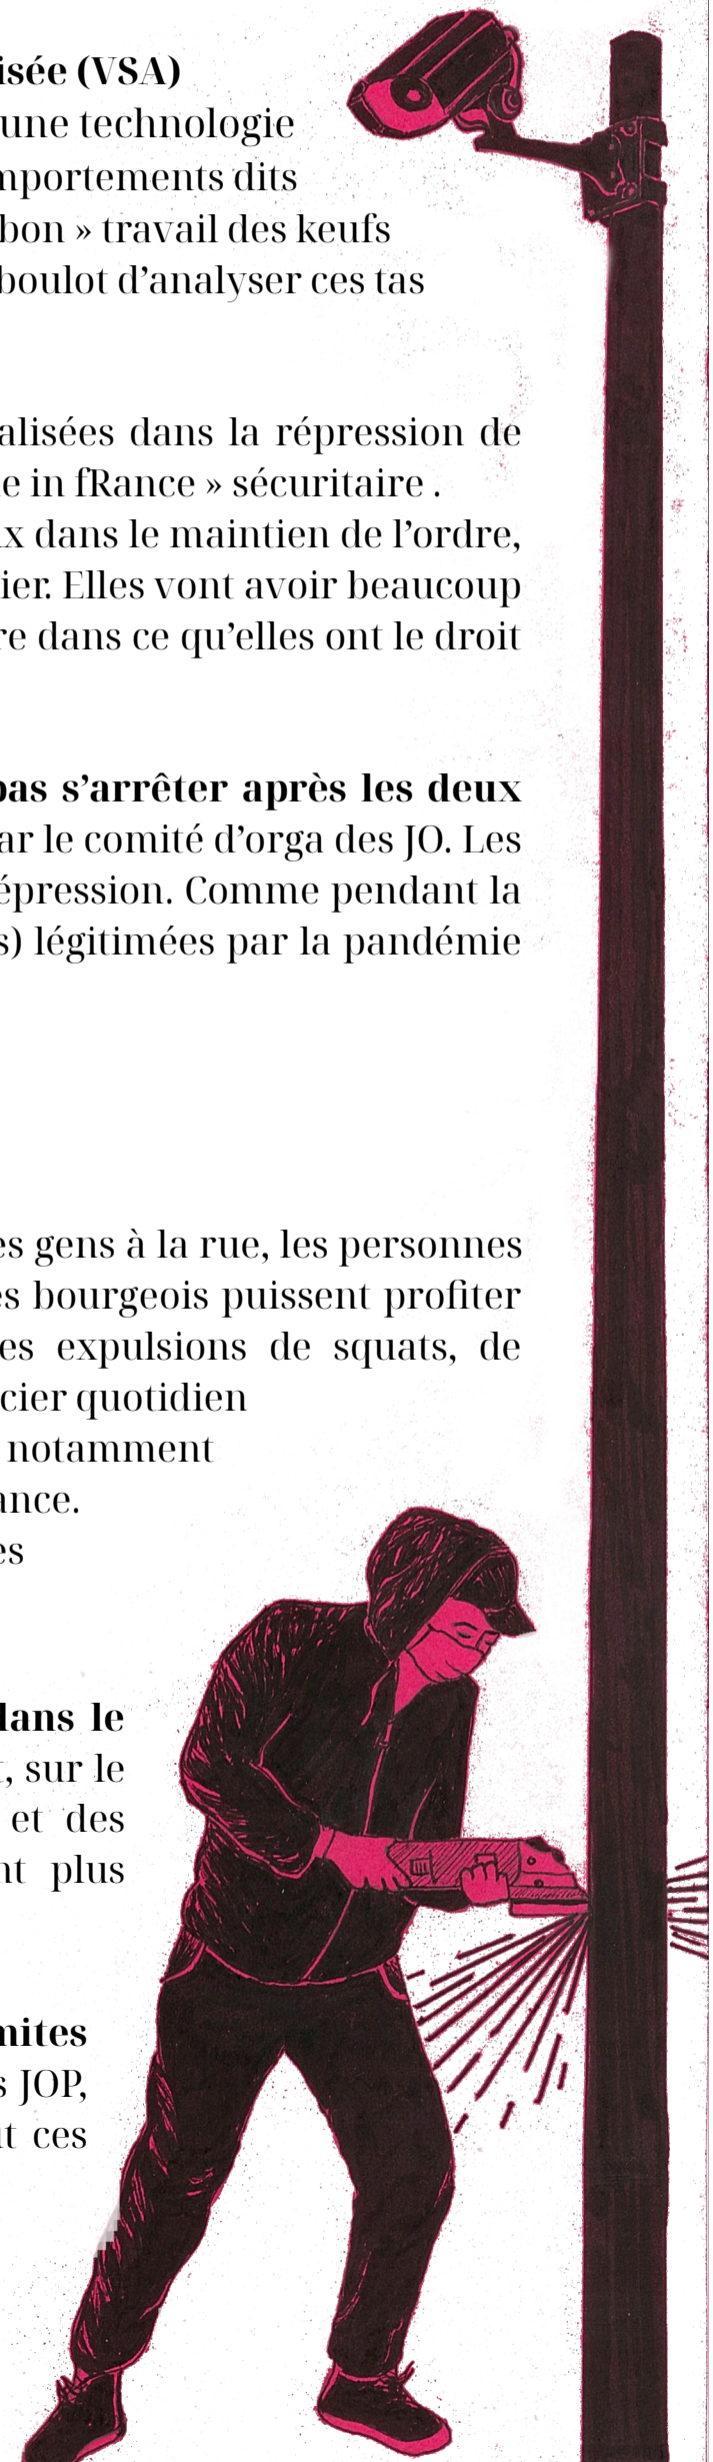 isée (VSA)
une technologie
mportements dits
bon » travail des keufs
boulot d’analyser ces tas
alisées dans la répression de
e in fRance » sécuritaire .
x dans le maintien de l’ordre,
ier. Elles vont avoir beaucoup
re dans ce qu’elles ont le droit
pas s’arrêter après les deux
ar le comité d’orga des JO. Les
épression. Comme pendant la
s) légitimées par la pandémie
es gens à la rue, les personnes
es bourgeois puissent profiter
es expulsions de squats, de
cier quotidien
notamment
ance.
es
dans le
t, sur le
et des
nt plus
mites
s JOP,
ut ces